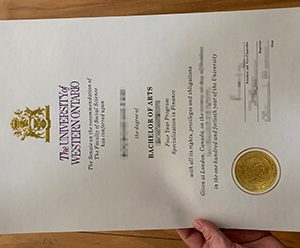 The UNIVERSITY of
WESTERN ONTARIO
The Senate on the recommendation of
The Faculty of Social Science
has conferred upon
the degree of
BACHELOR OF ARTS
Four Year Program
Specialization in Finance
with all its rights, privileges and obligations
Given at London, Canada, on the
in the one hundred and fortieth year of the University